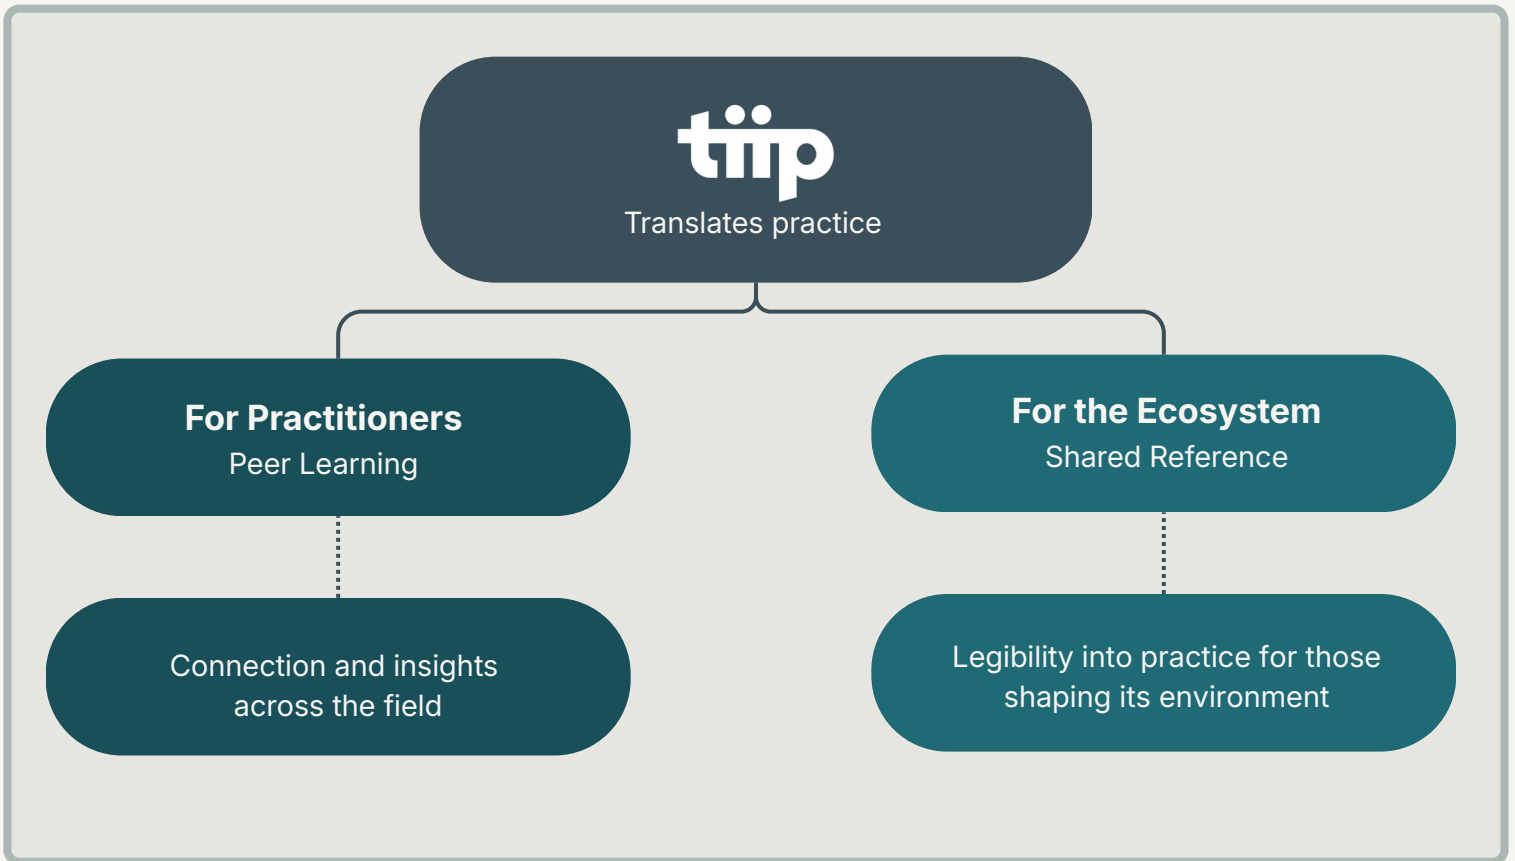 tiip
Translates practice
For Practitioners
Peer Learning
For the Ecosystem
Shared Reference
Connection and insights
across the field
Legibility into practice for those
shaping its environment